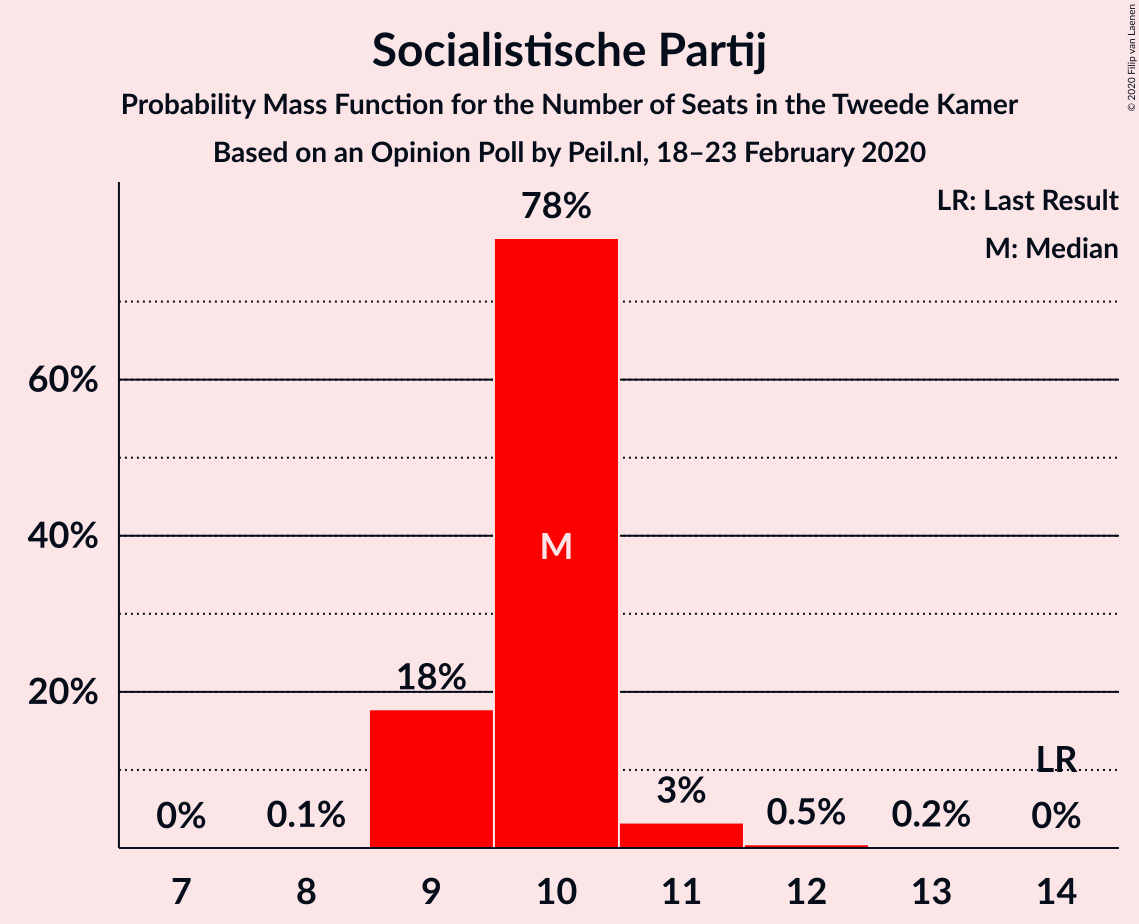 Socialistische Partij
Probability Mass Function for the Number of Seats in the Tweede Kamer
Based on an Opinion Poll by Peil.nl, 18–23 February 2020
© 2020 Filip van Laenen
LR: Last Result
M: Median
78%
60%
40%
20%
M
18%
3%
LR
0%
0.1%
0.5%
0.2%
0%
7 8 9 10 11 12 13 14